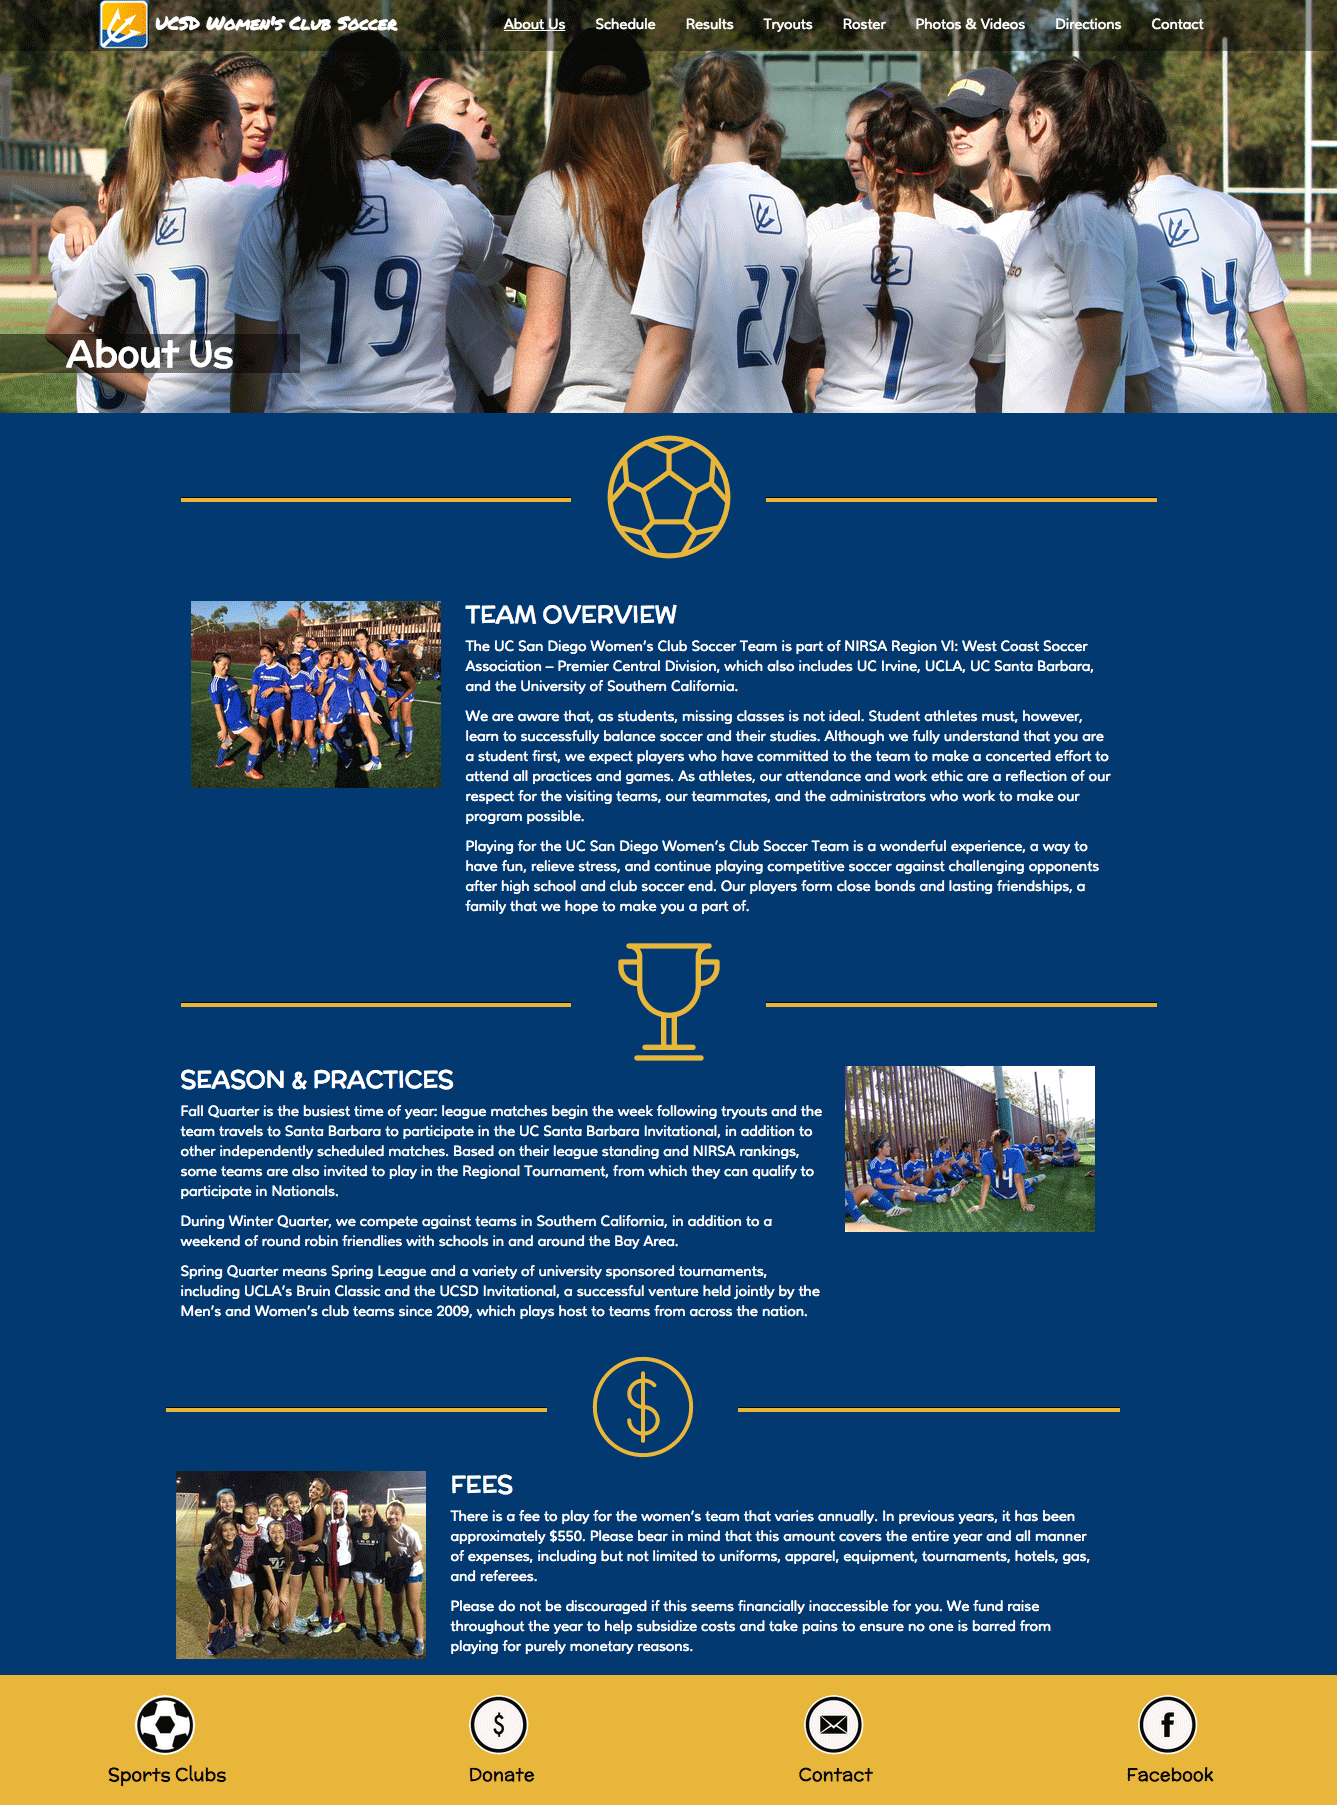 UCSD Women's Club Soccer
About Us Schedule Results Tryouts Roster Photos & Videos Directions Contact
17
19
21
7
14
About Us
TEAM OVERVIEW
The UC San Diego Women's Club Soccer Team is part of NIRSA Region VI: West Coast Soccer
Association – Premier Central Division, which also includes UC Irvine, UCLA, UC Santa Barbara,
and the University of Southern California.
We are aware that, as students, missing classes is not ideal. Student athletes must, however,
learn to successfully balance soccer and their studies. Although we fully understand that you are
a student first, we expect players who have committed to the team to make a concerted effort to
attend all practices and games. As athletes, our attendance and work ethic are a reflection of our
respect for the visiting teams, our teammates, and the administrators who work to make our
program possible.
Playing for the UC San Diego Women's Club Soccer Team is a wonderful experience, a way to
have fun, relieve stress, and continue playing competitive soccer against challenging opponents
after high school and club soccer end. Our players form close bonds and lasting friendships, a
family that we hope to make you a part of.
SEASON & PRACTICES
Fall Quarter is the busiest time of year: league matches begin the week following tryouts and the
team travels to Santa Barbara to participate in the UC Santa Barbara Invitational, in addition to
other independently scheduled matches. Based on their league standing and NIRSA rankings,
some teams are also invited to play in the Regional Tournament, from which they can qualify to
participate in Nationals.
During Winter Quarter, we compete against teams in Southern California, in addition to a
weekend of round robin friendlies with schools in and around the Bay Area.
Spring Quarter means Spring League and a variety of university sponsored tournaments,
including UCLA's Bruin Classic and the UCSD Invitational, a successful venture held jointly by the
Men's and Women's club teams since 2009, which plays host to teams from across the nation.
14
$
FEES
There is a fee to play for the women's team that varies annually. In previous years, it has been
approximately $550. Please bear in mind that this amount covers the entire year and all manner
of expenses, including but not limited to uniforms, apparel, equipment, tournaments, hotels, gas,
and referees.
Please do not be discouraged if this seems financially inaccessible for you. We fund raise
throughout the year to help subsidize costs and take pains to ensure no one is barred from
playing for purely monetary reasons.
$ f
Sports Clubs Donate Contact Facebook